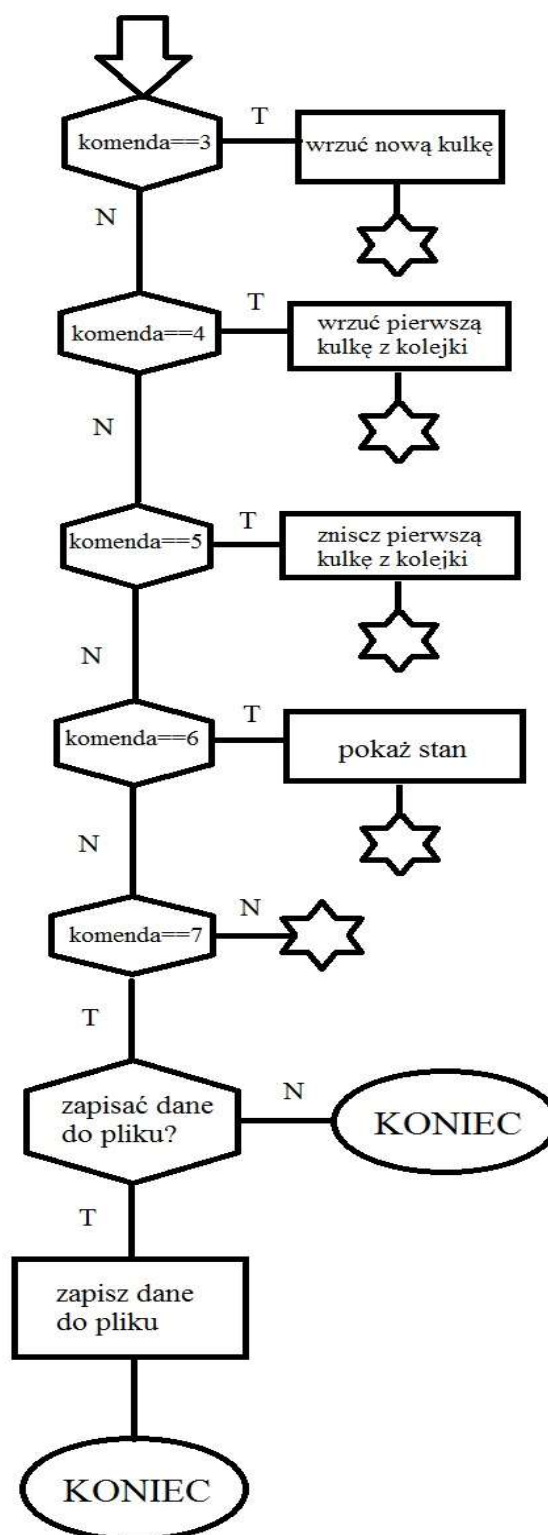 komenda==3
T
wrzuć nową kulkę
N
komenda==4
T
wrzuć pierwszą
kulkę z kolejki
N
komenda==5
T
zniscz pierwszą
kulkę z kolejki
N
komenda==6
T
pokaż stan
N
komenda==7
N
T
zapisać dane
do pliku?
N
KONIEC
T
zapisz dane
do pliku
KONIEC